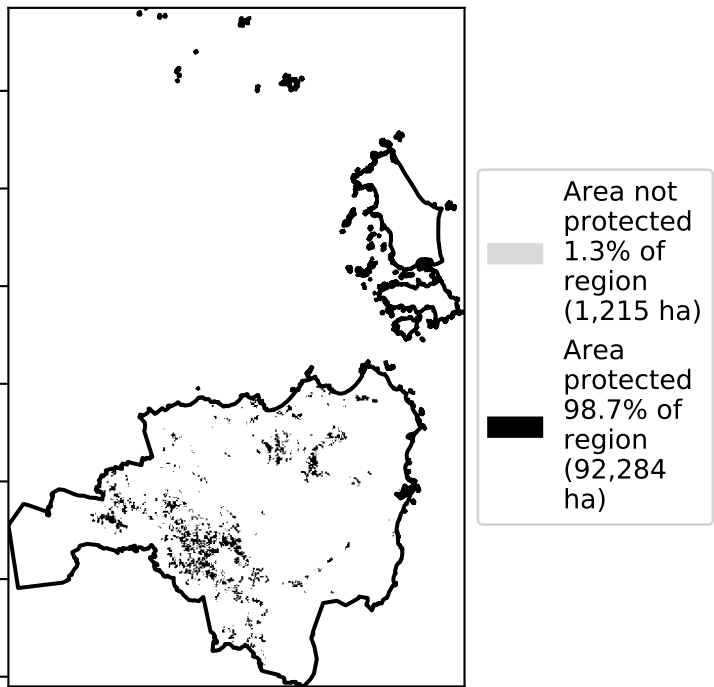 Area not
protected
1.3% of
region
(1,215 ha)
Area
protected
98.7% of
region
(92,284
ha)